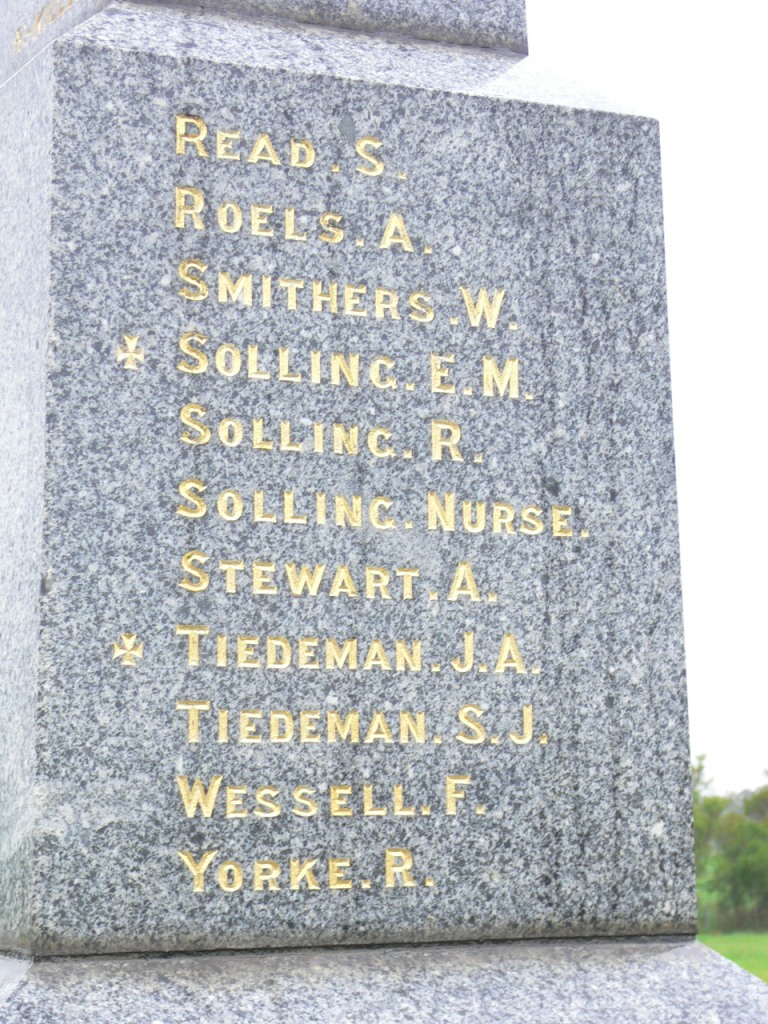 READ. S.
ROELS. A.
SMITHERS. W.
✠ SOLLING. E. M.
SOLLING. R.
SOLLING. NURSE.
STEWART. A.
✠ TIEDEMAN. J. A.
TIEDEMAN. S. J.
WESSELL. F.
YORKE. R.